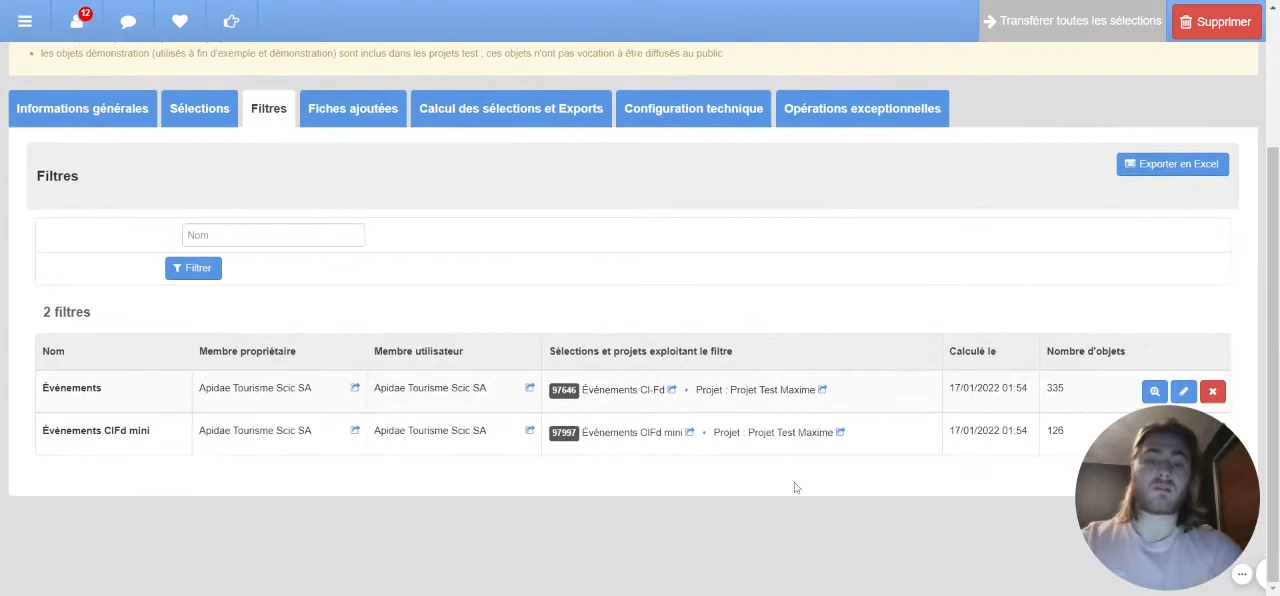 12
Transférer toutes les sélections
Supprimer
les objets démonstration (utilisés à fin d'exemple et démonstration) sont inclus dans les projets test ; ces objets n'ont pas vocation à être diffusés au public
Informations générales
Sélections
Filtres
Fiches ajoutées
Calcul des sélections et Exports
Configuration technique
Opérations exceptionnelles
Filtres
Exporter en Excel
Nom
Filtrer
2 filtres
Nom Membre propriétaire Membre utilisateur Sélections et projets exploitant le filtre Calculé le Nombre d'objets
Événements Apidae Tourisme Scic SA Apidae Tourisme Scic SA 97646 Événements CI-Fd • Projet : Projet Test Maxime 17/01/2022 01:54 335
Événements CIFd mini Apidae Tourisme Scic SA Apidae Tourisme Scic SA 97997 Événements CIFd mini • Projet : Projet Test Maxime 17/01/2022 01:54 126